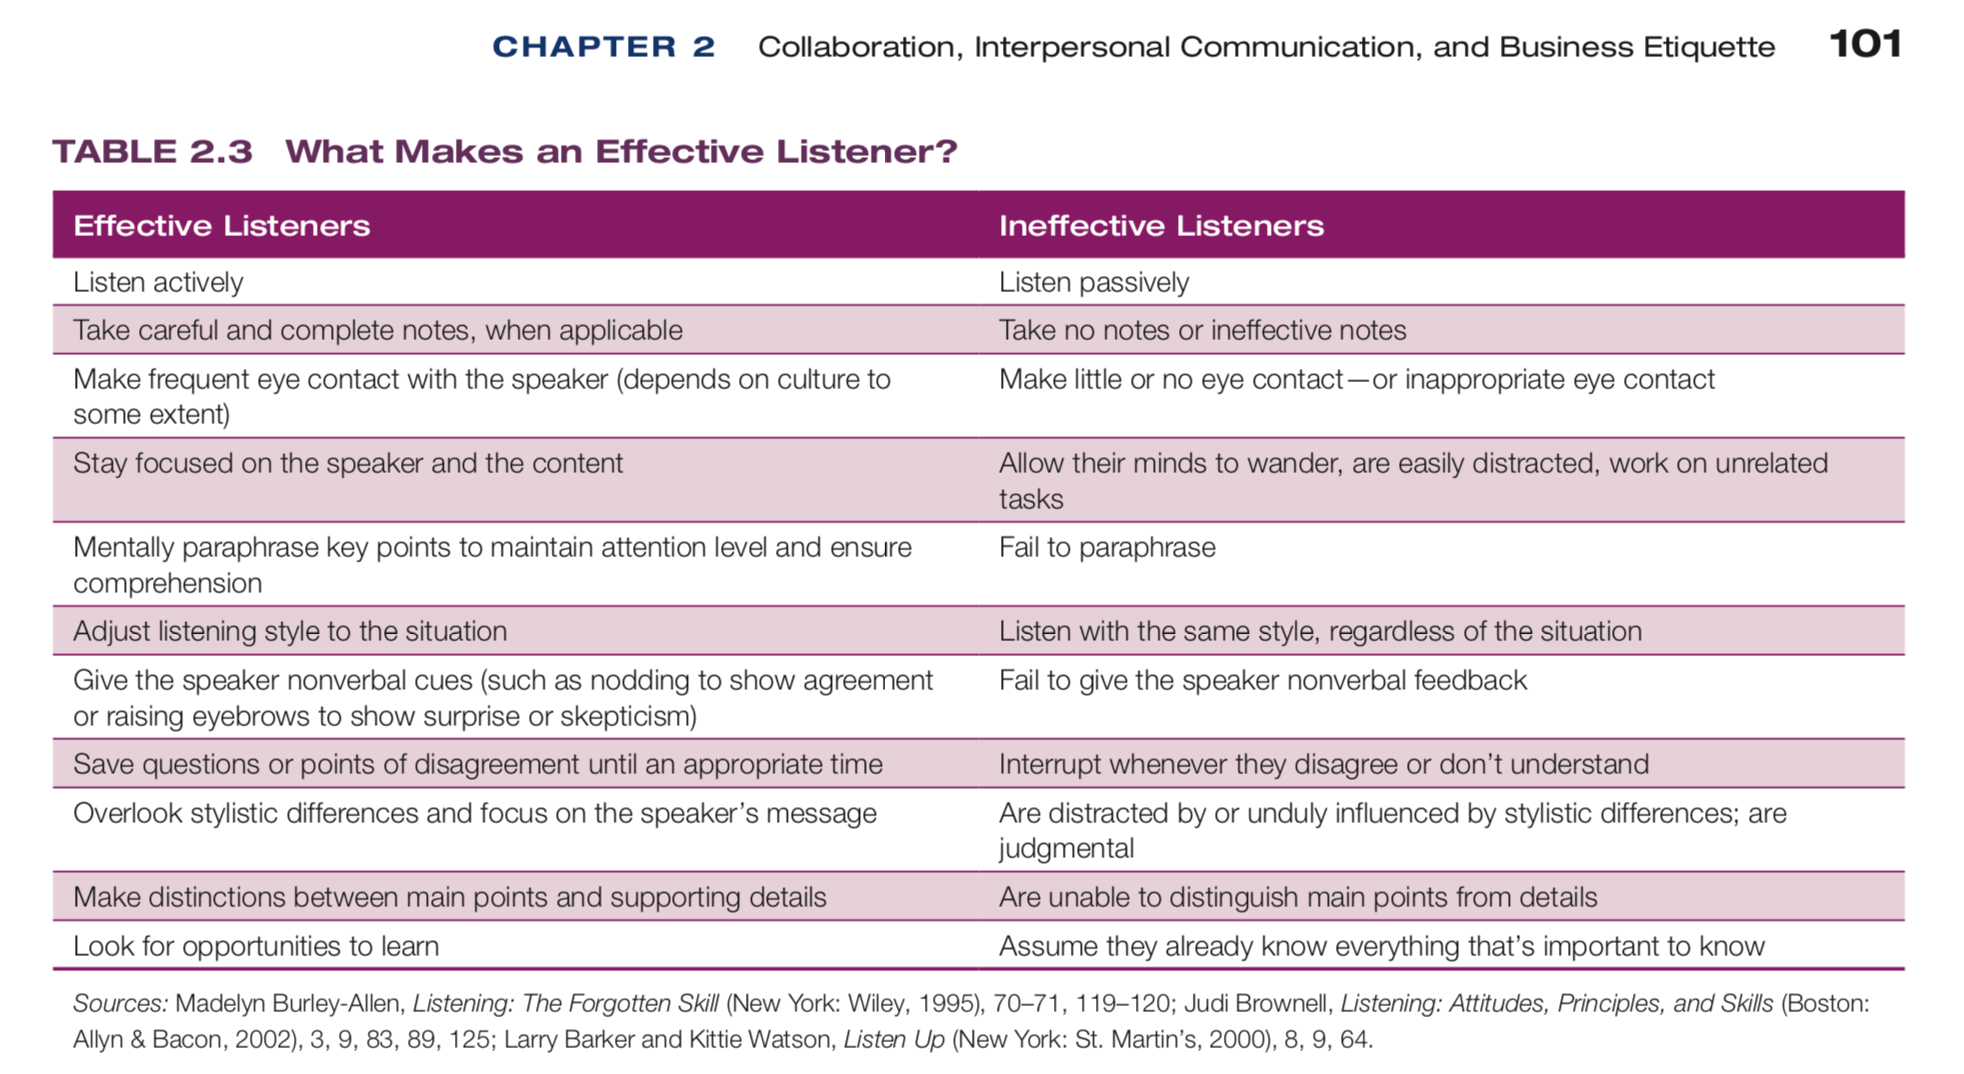 CHAPTER 2 Collaboration, Interpersonal Communication, and Business Etiquette 101
TABLE 2.3 What Makes an Effective Listener?
Effective Listeners Ineffective Listeners
Listen actively Listen passively
Take careful and complete notes, when applicable Take no notes or ineffective notes
Make frequent eye contact with the speaker (depends on culture to Make little or no eye contact—or inappropriate eye contact
some extent)
Stay focused on the speaker and the content Allow their minds to wander, are easily distracted, work on unrelated
tasks
Mentally paraphrase key points to maintain attention level and ensure Fail to paraphrase
comprehension
Adjust listening style to the situation Listen with the same style, regardless of the situation
Give the speaker nonverbal cues (such as nodding to show agreement Fail to give the speaker nonverbal feedback
or raising eyebrows to show surprise or skepticism)
Save questions or points of disagreement until an appropriate time Interrupt whenever they disagree or don’t understand
Overlook stylistic differences and focus on the speaker’s message Are distracted by or unduly influenced by stylistic differences; are
judgmental
Make distinctions between main points and supporting details Are unable to distinguish main points from details
Look for opportunities to learn Assume they already know everything that’s important to know
Sources: Madelyn Burley-Allen, Listening: The Forgotten Skill (New York: Wiley, 1995), 70–71, 119–120; Judi Brownell, Listening: Attitudes, Principles, and Skills (Boston:
Allyn & Bacon, 2002), 3, 9, 83, 89, 125; Larry Barker and Kittie Watson, Listen Up (New York: St. Martin’s, 2000), 8, 9, 64.